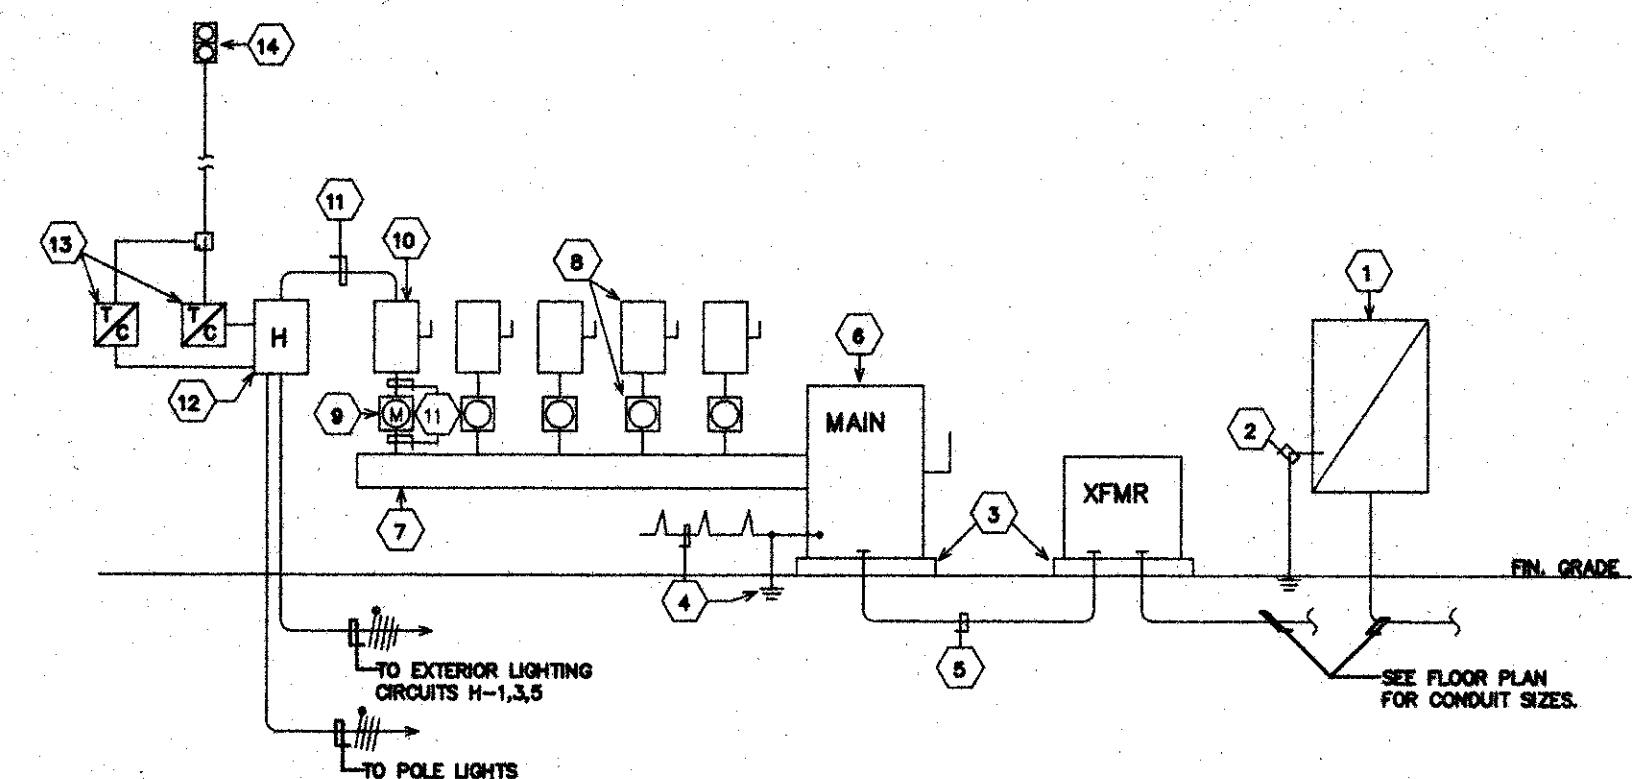 14
11
13
10
8
1
T
C
T
C
H
6
12
9
M
11
MAIN
2
XFMR
3
7
4
5
FIN. GRADE
TO EXTERIOR LIGHTING
CIRCUITS H-1,3,5
SEE FLOOR PLAN
FOR CONDUIT SIZES.
TO POLE LIGHTS